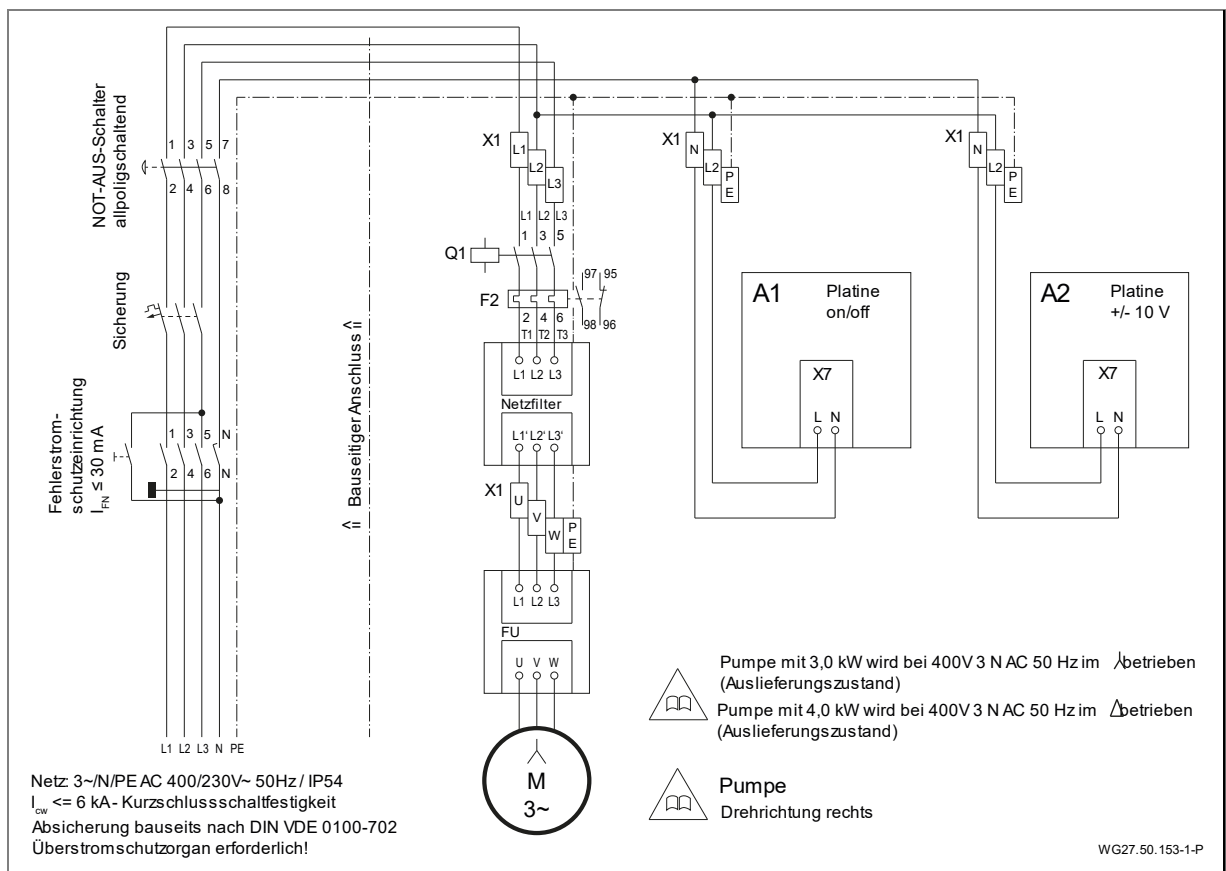 NOT-AUS-Schalter
allpoligschaltend
1 3 5 7
2 4 6 8
Sicherung
Fehlerstrom-
schutzeinrichtung
I_FN ≤ 30 mA
1 3 5 N
2 4 6 N
L1 L2 L3 N PE
<= Bauseitiger Anschluss =>
X1
L1
L2
L3
L1 L2 L3
1 3 5
Q1
97 95
F2
98 96
2 4 6
T1 T2 T3
L1 L2 L3
Netzfilter
L1' L2' L3'
X1
U
V
W
PE
L1 L2 L3
FU
U V W
M
3~
X1
N
L2
PE
A1
Platine
on/off
X7
L N
X1
N
L2
PE
A2
Platine
+/- 10 V
X7
L N
Pumpe mit 3,0 kW wird bei 400V 3 N AC 50 Hz im betrieben
(Auslieferungszustand)
Pumpe mit 4,0 kW wird bei 400V 3 N AC 50 Hz im betrieben
(Auslieferungszustand)
Pumpe
Drehrichtung rechts
Netz: 3~/N/PE AC 400/230V~ 50Hz / IP54
I_cw <= 6 kA - Kurzschlussschaltfestigkeit
Absicherung bauseits nach DIN VDE 0100-702
Überstromschutzorgan erforderlich!
WG27.50.153-1-P